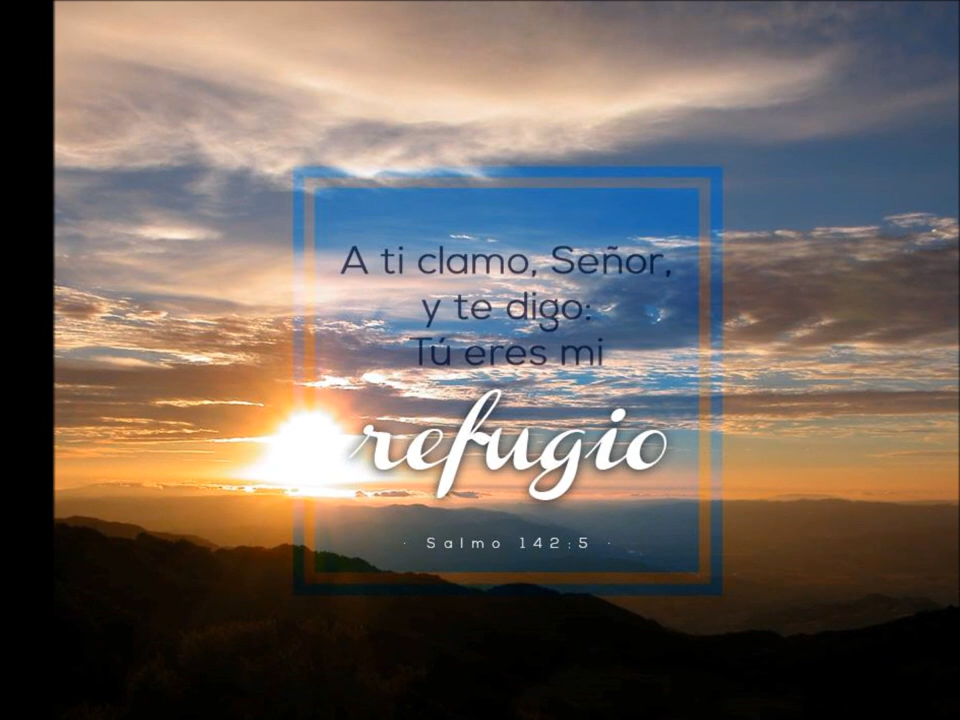 A ti clamo, Señor,
y te digo:
Tú eres mi
refugio
· Salmo 142:5 ·